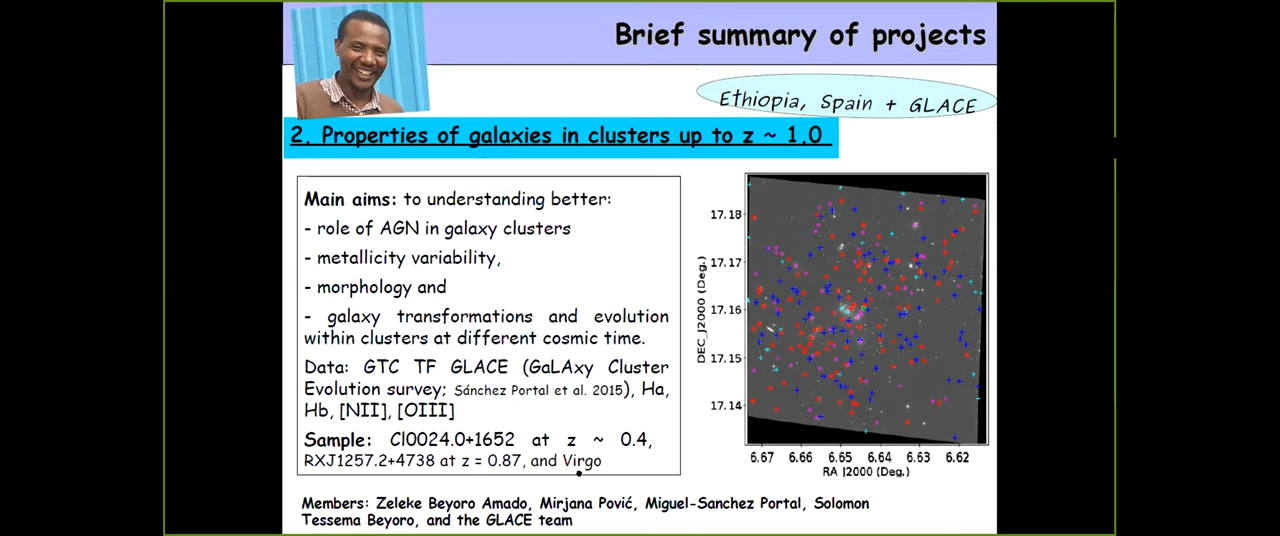 Brief summary of projects
Ethiopia, Spain + GLACE
2. Properties of galaxies in clusters up to z ~ 1.0
Main aims: to understanding better:
- role of AGN in galaxy clusters
- metallicity variability,
- morphology and
- galaxy transformations and evolution
within clusters at different cosmic time.
Data: GTC TF GLACE (GaLAxy Cluster
Evolution survey; Sánchez Portal et al. 2015), Ha,
Hb, [NII], [OIII]
Sample: Cl0024.0+1652 at z ~ 0.4,
RXJ1257.2+4738 at z = 0.87, and Virgo
DEC_J2000 (Deg.)
17.18
17.17
17.16
17.15
17.14
6.67 6.66 6.65 6.64 6.63 6.62
RA J2000 (Deg.)
Members: Zeleke Beyoro Amado, Mirjana Pović, Miguel-Sanchez Portal, Solomon
Tessema Beyoro, and the GLACE team